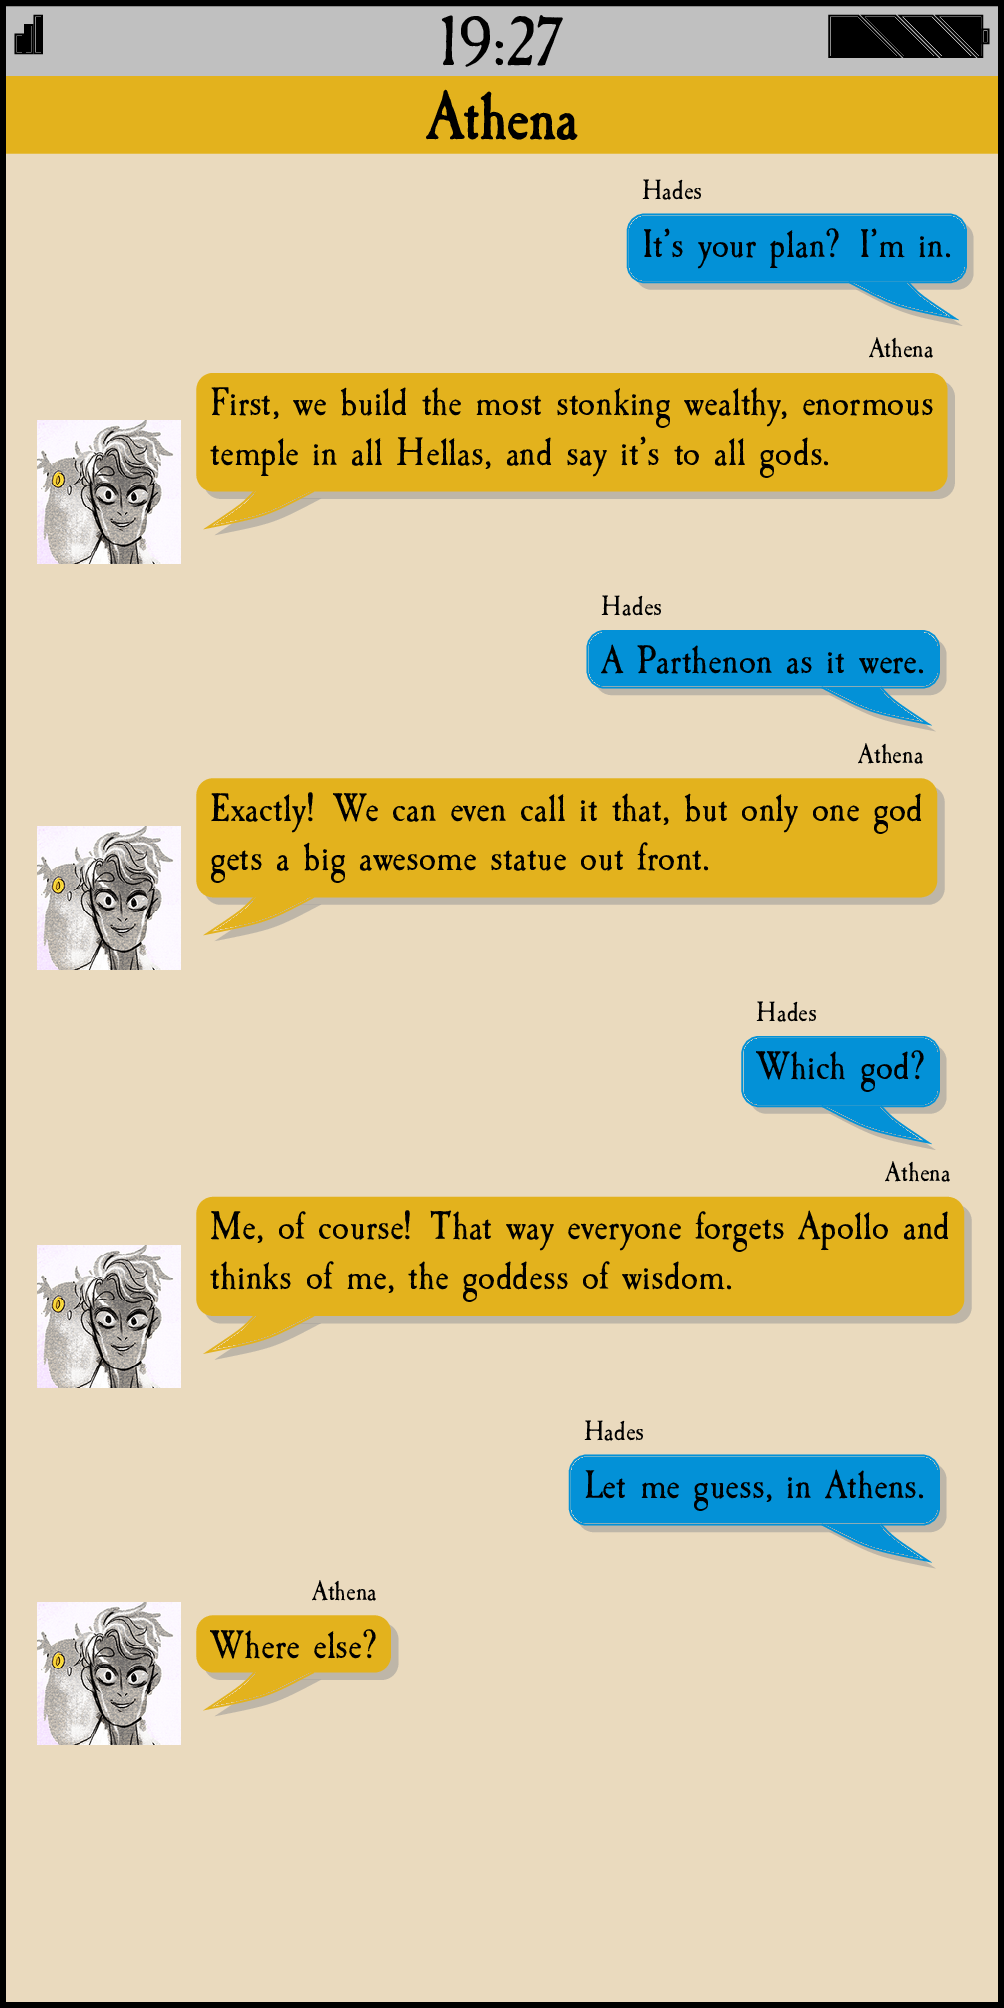 19:27
Athena
Hades
It's your plan? I'm in.
Athena
First, we build the most stonking wealthy, enormous
temple in all Hellas, and say it's to all gods.
Hades
A Parthenon as it were.
Athena
Exactly! We can even call it that, but only one god
gets a big awesome statue out front.
Hades
Which god?
Athena
Me, of course! That way everyone forgets Apollo and
thinks of me, the goddess of wisdom.
Hades
Let me guess, in Athens.
Athena
Where else?